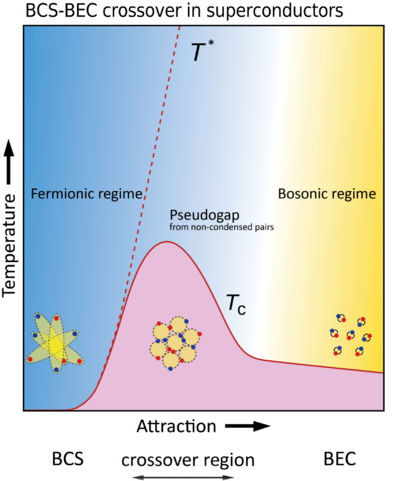 BCS-BEC crossover in superconductors
T*
Fermionic regime
Bosonic regime
Pseudogap
from non-condensed pairs
Tc
Temperature
Attraction
BCS
crossover region
BEC